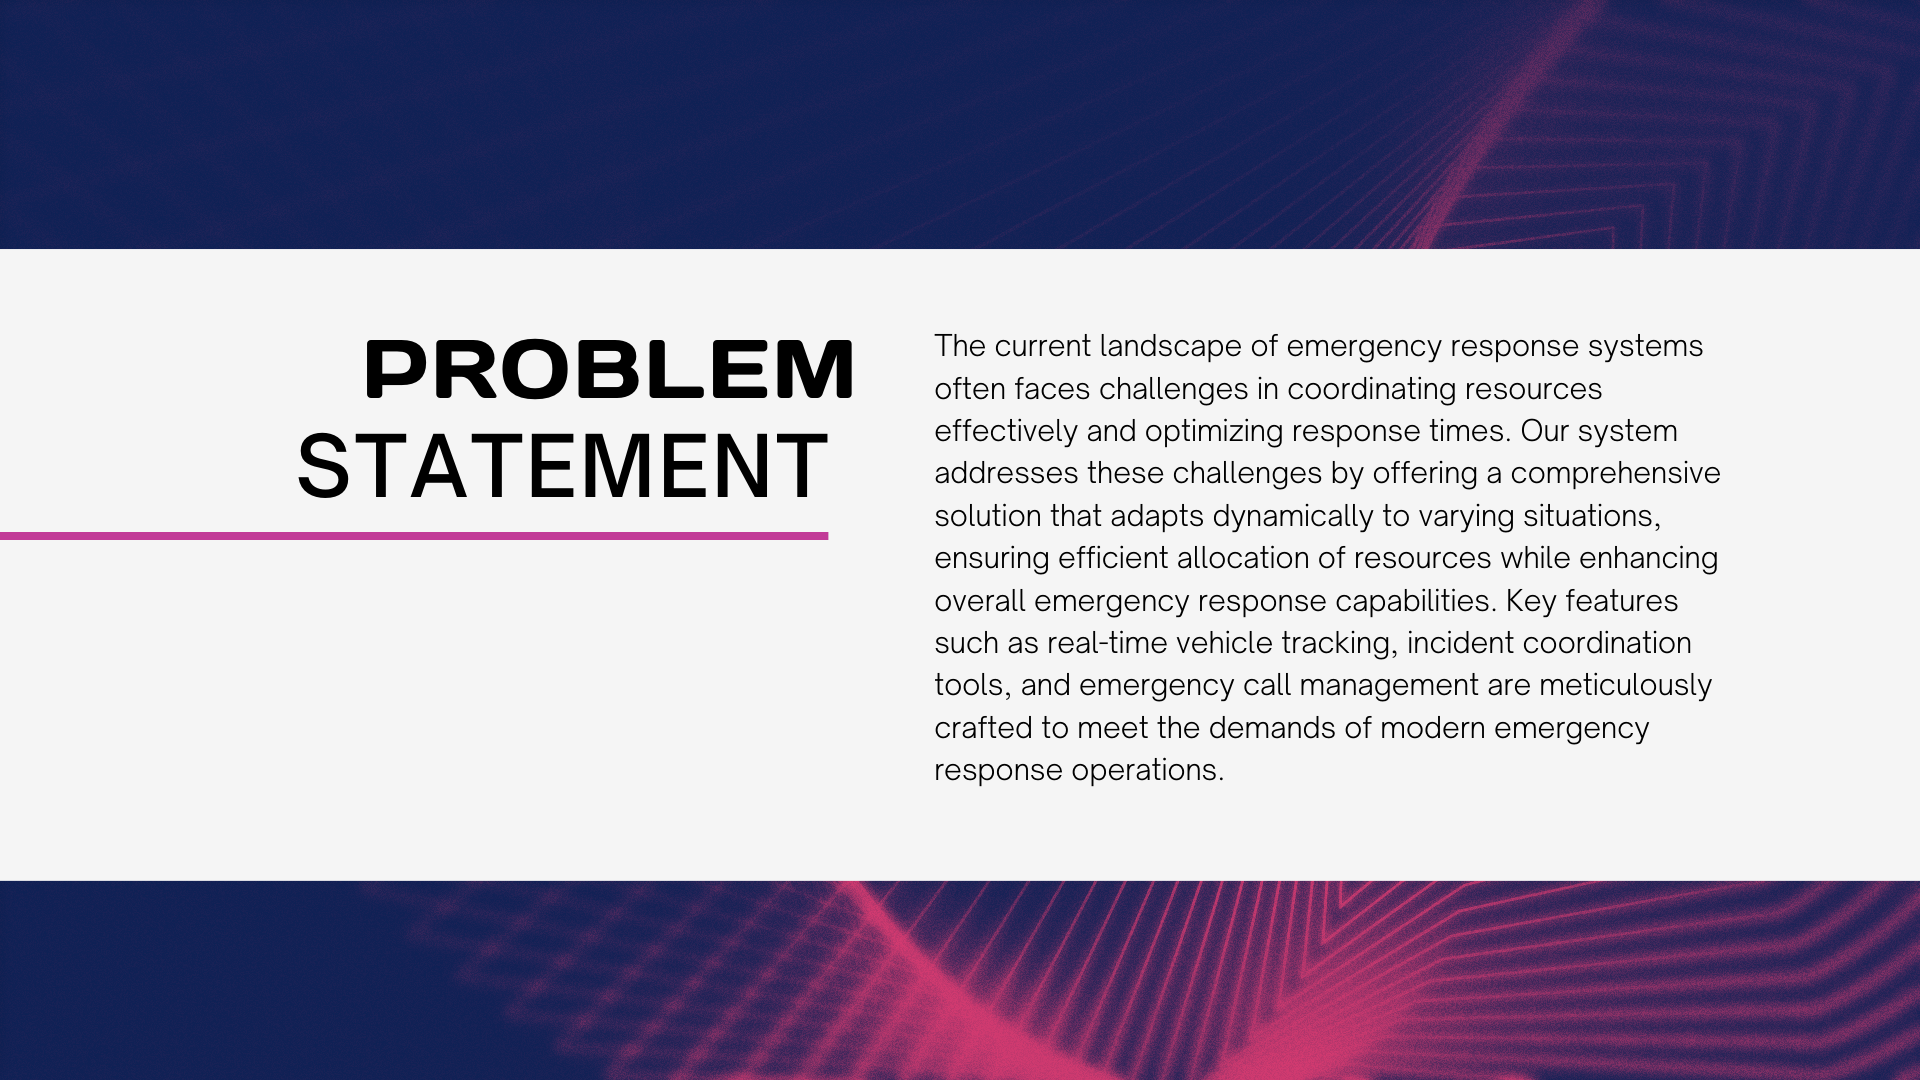 PROBLEM
STATEMENT
The current landscape of emergency response systems
often faces challenges in coordinating resources
effectively and optimizing response times. Our system
addresses these challenges by offering a comprehensive
solution that adapts dynamically to varying situations,
ensuring efficient allocation of resources while enhancing
overall emergency response capabilities. Key features
such as real-time vehicle tracking, incident coordination
tools, and emergency call management are meticulously
crafted to meet the demands of modern emergency
response operations.